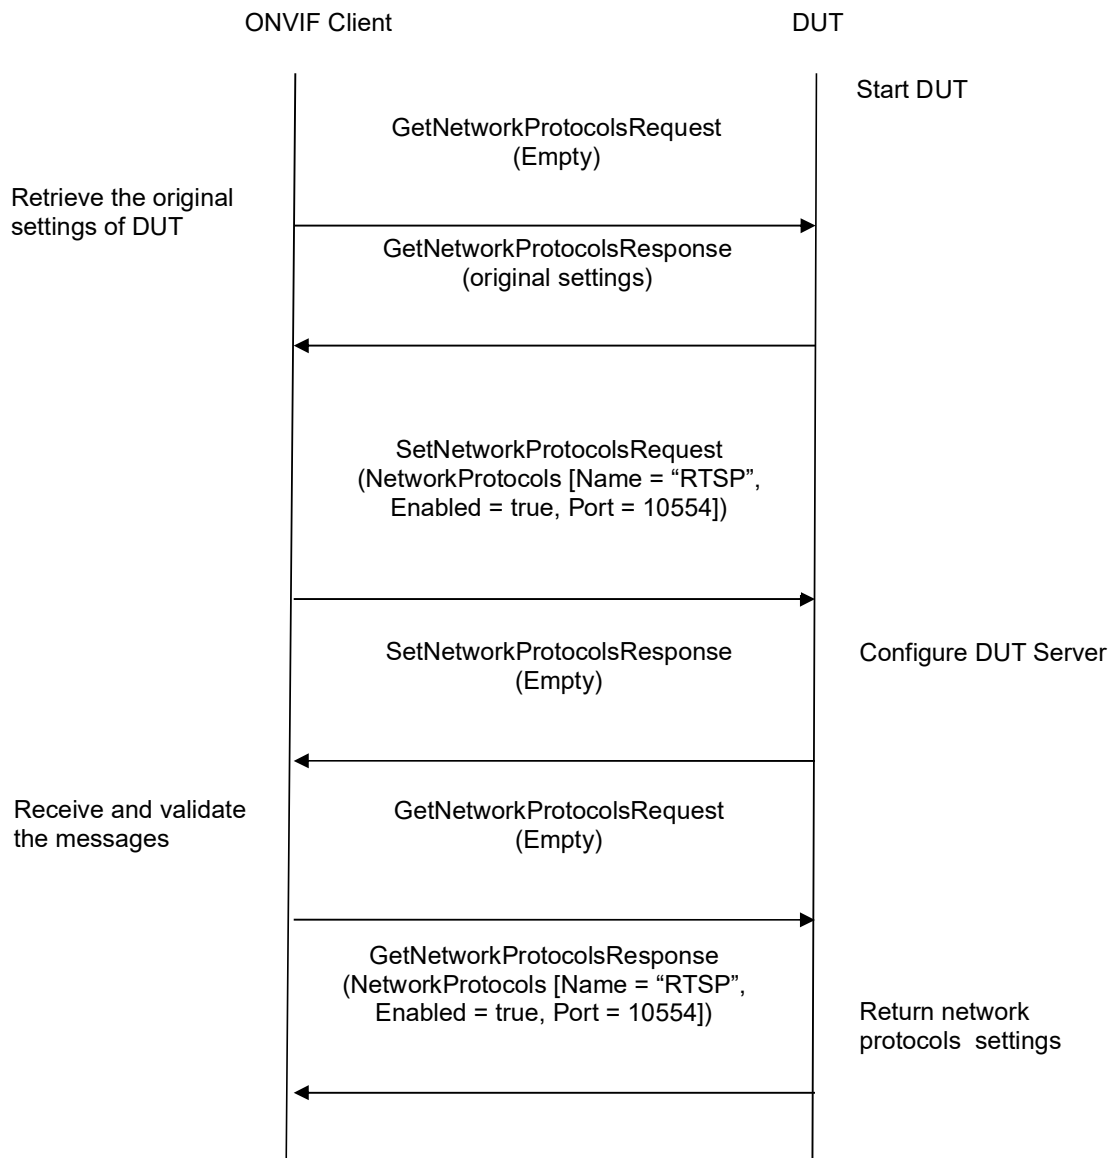 ONVIF Client
DUT
Start DUT
GetNetworkProtocolsRequest
(Empty)
Retrieve the original
settings of DUT
GetNetworkProtocolsResponse
(original settings)
SetNetworkProtocolsRequest
(NetworkProtocols [Name = “RTSP”,
Enabled = true, Port = 10554])
SetNetworkProtocolsResponse
(Empty)
Configure DUT Server
Receive and validate
the messages
GetNetworkProtocolsRequest
(Empty)
GetNetworkProtocolsResponse
(NetworkProtocols [Name = “RTSP”,
Enabled = true, Port = 10554])
Return network
protocols  settings